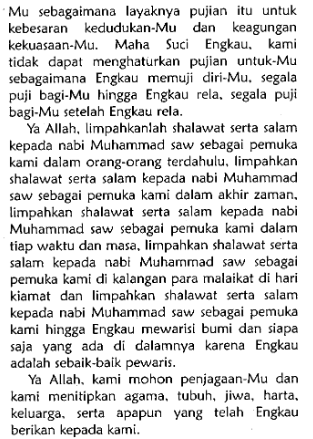 Mu sebagaimana layaknya pujian itu untuk
kebesaran kedudukan-Mu dan keagungan
kekuasaan-Mu. Maha Suci Engkau, kami
tidak dapat menghaturkan pujian untuk-Mu
sebagaimana Engkau memuji diri-Mu, segala
puji bagi-Mu hingga Engkau rela, segala puji
bagi-Mu setelah Engkau rela.
Ya Allah, limpahkanlah shalawat serta salam
kepada nabi Muhammad saw sebagai pemuka
kami dalam orang-orang terdahulu, limpahkan
shalawat serta salam kepada nabi Muhammad
saw sebagai pemuka kami dalam akhir zaman,
limpahkan shalawat serta salam kepada nabi
Muhammad saw sebagai pemuka kami dalam
tiap waktu dan masa, limpahkan shalawat serta
salam kepada nabi Muhammad saw sebagai
pemuka kami di kalangan para malaikat di hari
kiamat dan limpahkan shalawat serta salam
kepada nabi Muhammad saw sebagai pemuka
kami hingga Engkau mewarisi bumi dan siapa
saja yang ada di dalamnya karena Engkau
adalah sebaik-baik pewaris.
Ya Allah, kami mohon penjagaan-Mu dan
kami menitipkan agama, tubuh, jiwa, harta,
keluarga, serta apapun yang telah Engkau
berikan kepada kami.